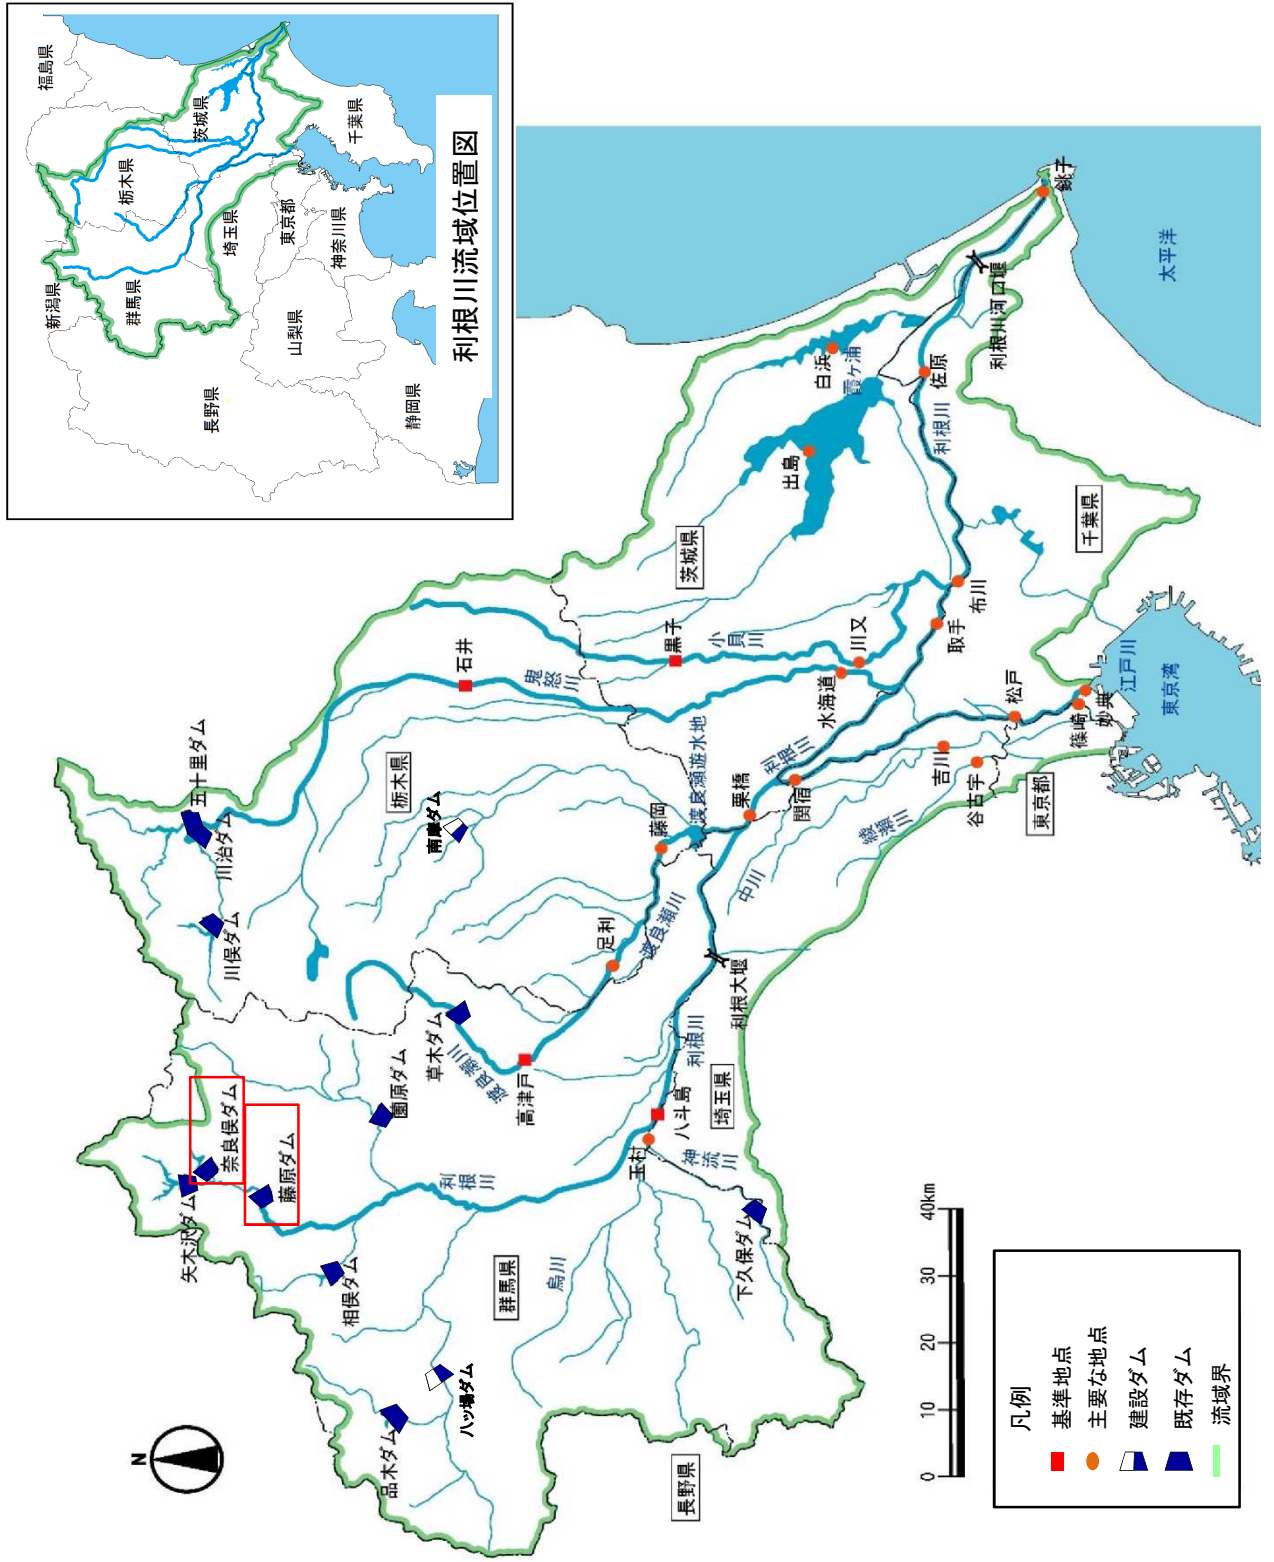 利根川流域位置図
福島県
新潟県
栃木県
群馬県
茨城県
長野県
埼玉県
東京都
山梨県
神奈川県
千葉県
静岡県
N
五十里ダム
川治ダム
川俣ダム
奈良俣ダム
矢木沢ダム
藤原ダム
相俣ダム
薗原ダム
草木ダム
南摩ダム
品木ダム
八ッ場ダム
下久保ダム
栃木県
群馬県
茨城県
埼玉県
長野県
千葉県
東京都
石井
鬼怒川
黒子
小貝川
川又
水海道
渡良瀬川
高津戸
足利
渡良瀬川
藤岡
渡良瀬遊水地
利根川
烏川
神流川
玉村
八斗島
利根川
利根大堰
栗橋
利根川
関宿
中川
綾瀬川
吉川
谷古宇
松戸
篠崎
妙典
江戸川
東京湾
取手
布川
利根川
出島
白浜
霞ヶ浦
佐原
利根川河口堰
銚子
太平洋
0
10
20
30
40km
凡例
基準地点
主要な地点
建設ダム
既存ダム
流域界